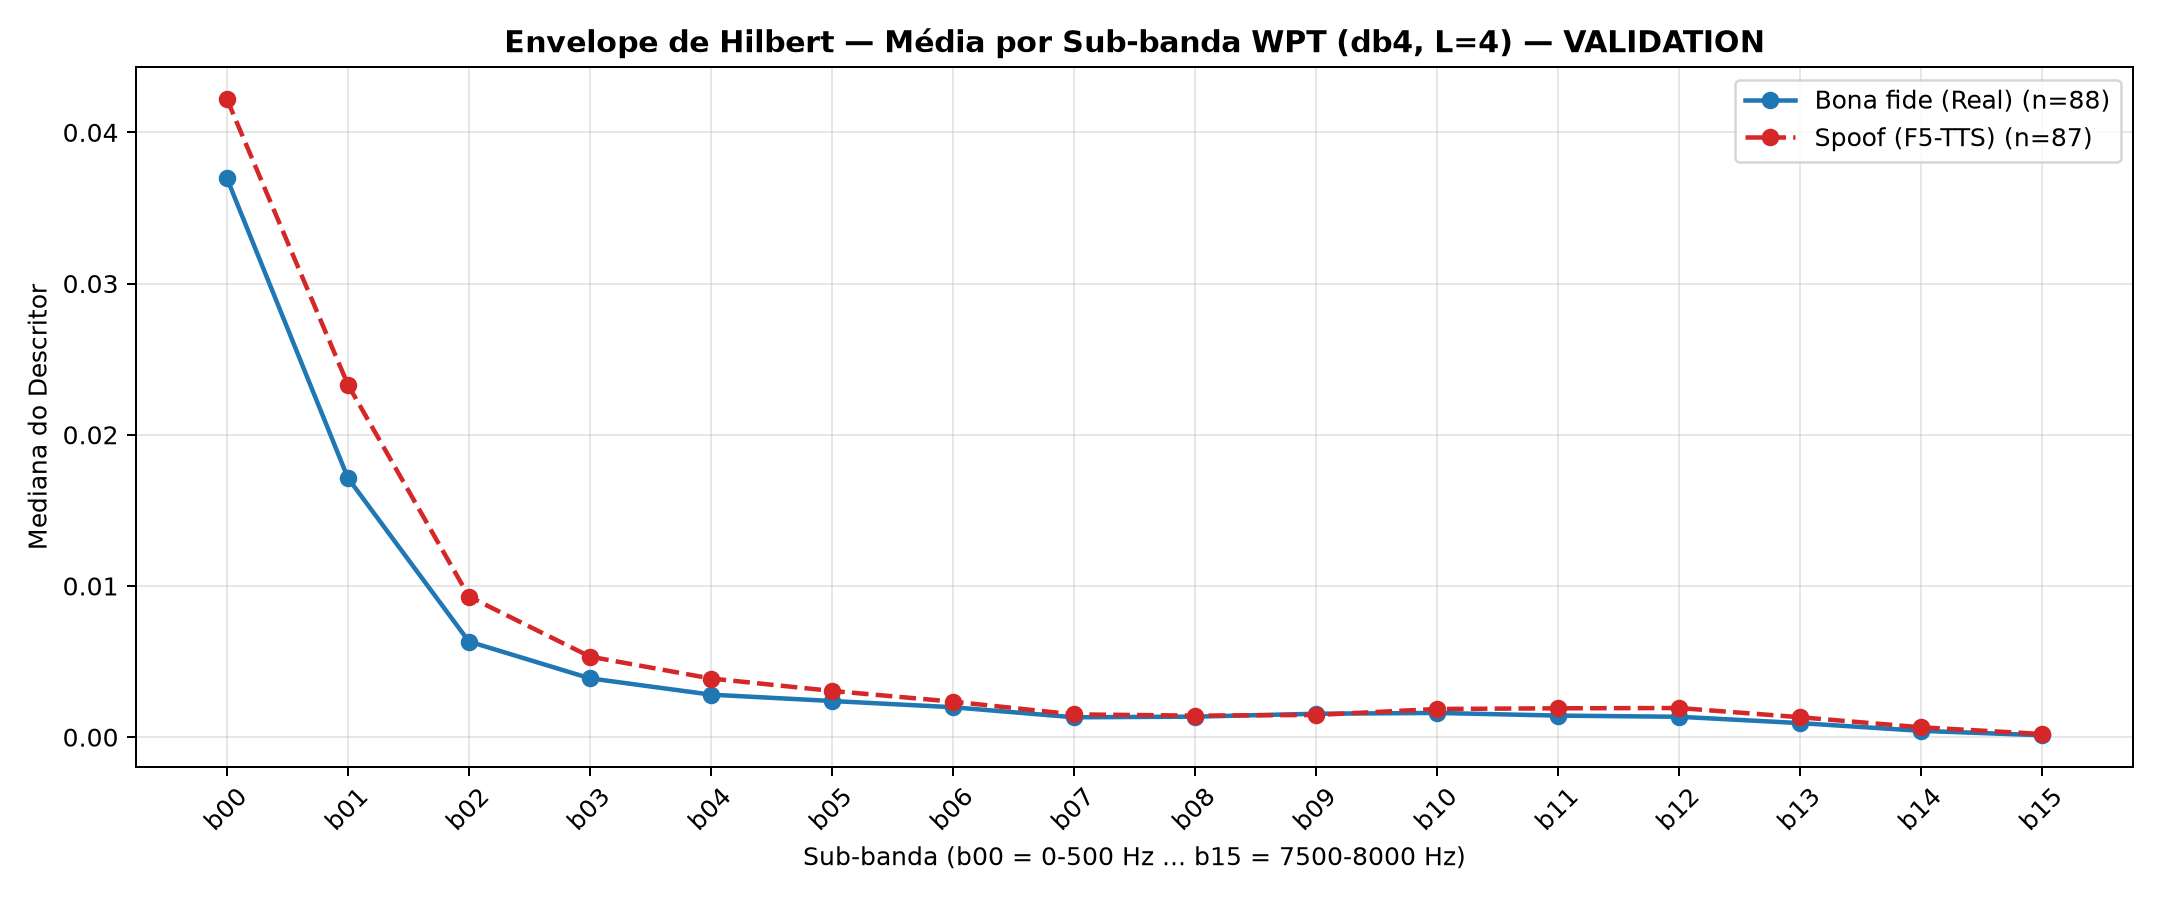 Envelope de Hilbert — Média por Sub-banda WPT (db4, L=4) — VALIDATION
Bona fide (Real) (n=88)
Spoof (F5-TTS) (n=87)
Mediana do Descritor
0.04
0.03
0.02
0.01
0.00
b00 b01 b02 b03 b04 b05 b06 b07 b08 b09 b10 b11 b12 b13 b14 b15
Sub-banda (b00 = 0-500 Hz ... b15 = 7500-8000 Hz)